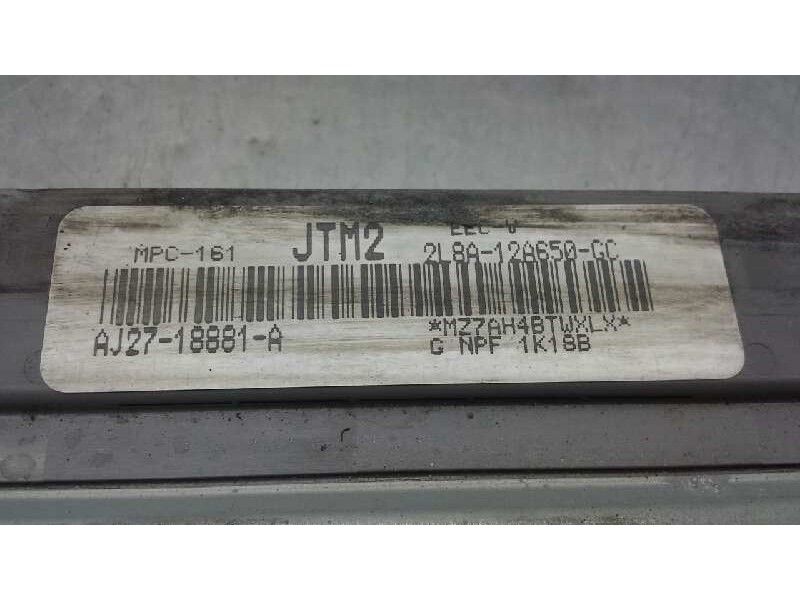 EEC-V
MPC-161 JTM2 2L8A-12A650-GC
AJ27-18881-A *MZ7AH4BTWXLX*
G NPF 1K18B